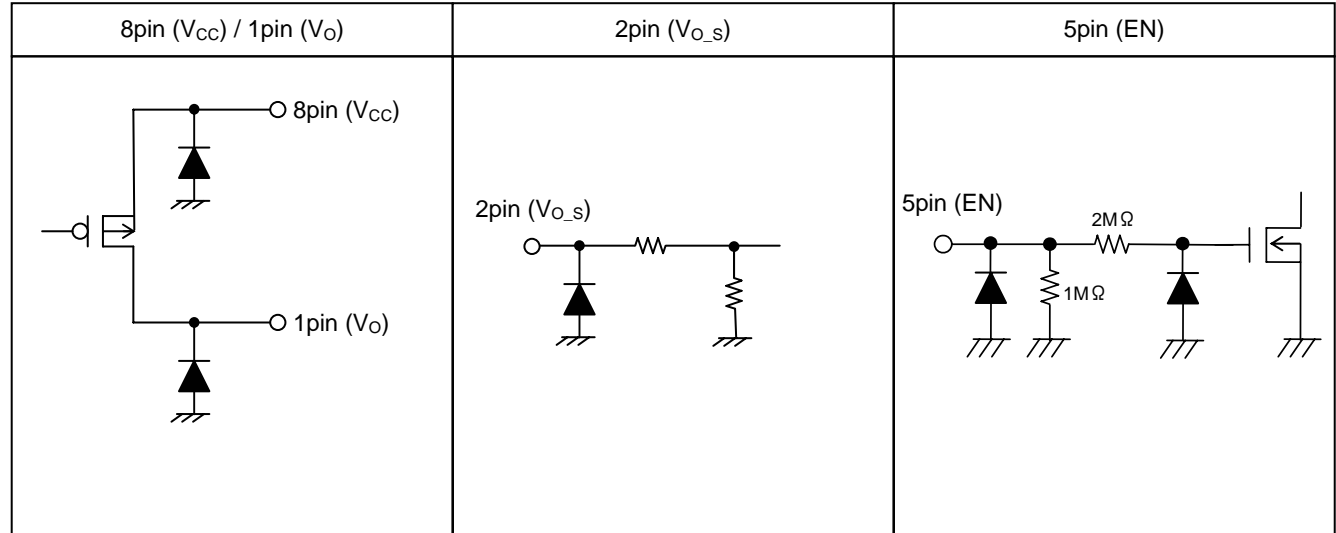 8pin (VCC) / 1pin (VO)
2pin (VO_S)
5pin (EN)
8pin (VCC)
1pin (VO)
2pin (VO_S)
5pin (EN)
2MΩ
1MΩ